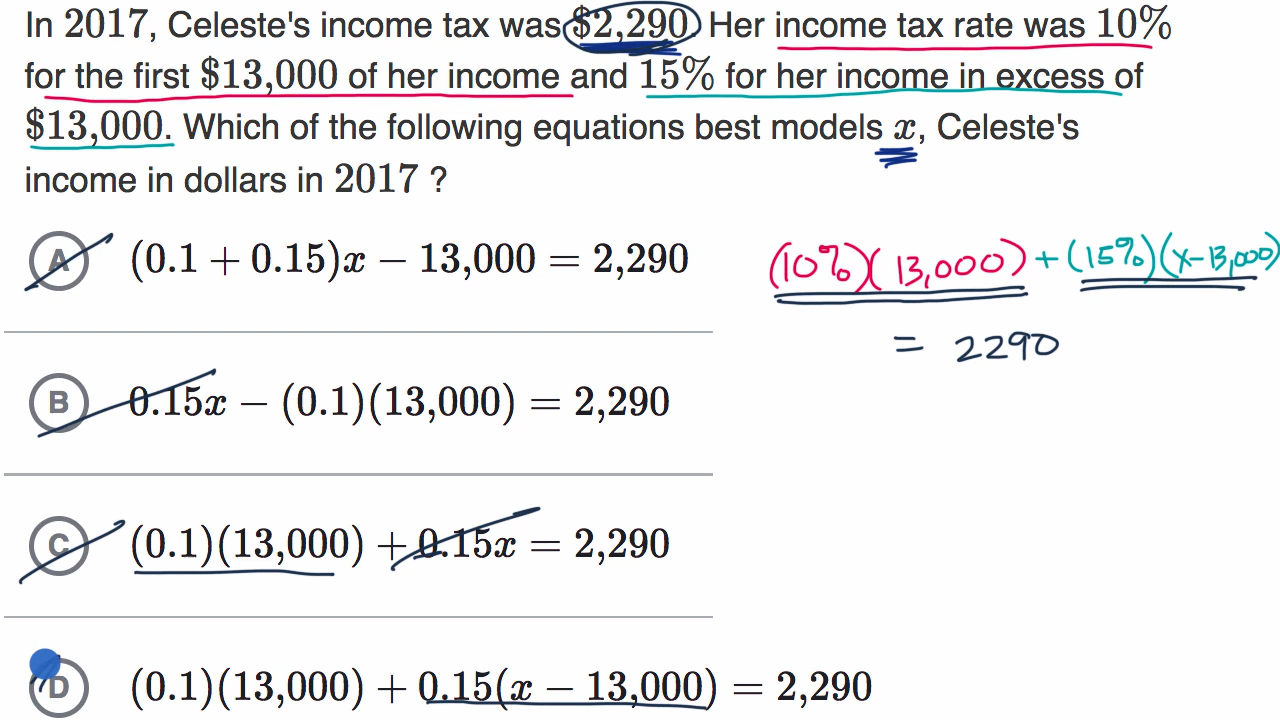 In 2017, Celeste's income tax was $2,290. Her income tax rate was 10%
for the first $13,000 of her income and 15% for her income in excess of
$13,000. Which of the following equations best models x, Celeste's
income in dollars in 2017 ?
A (0.1 + 0.15)x − 13,000 = 2,290
(10%)(13,000) + (15%)(x-13,000)
= 2290
B 0.15x − (0.1)(13,000) = 2,290
C (0.1)(13,000) + 0.15x = 2,290
D (0.1)(13,000) + 0.15(x − 13,000) = 2,290